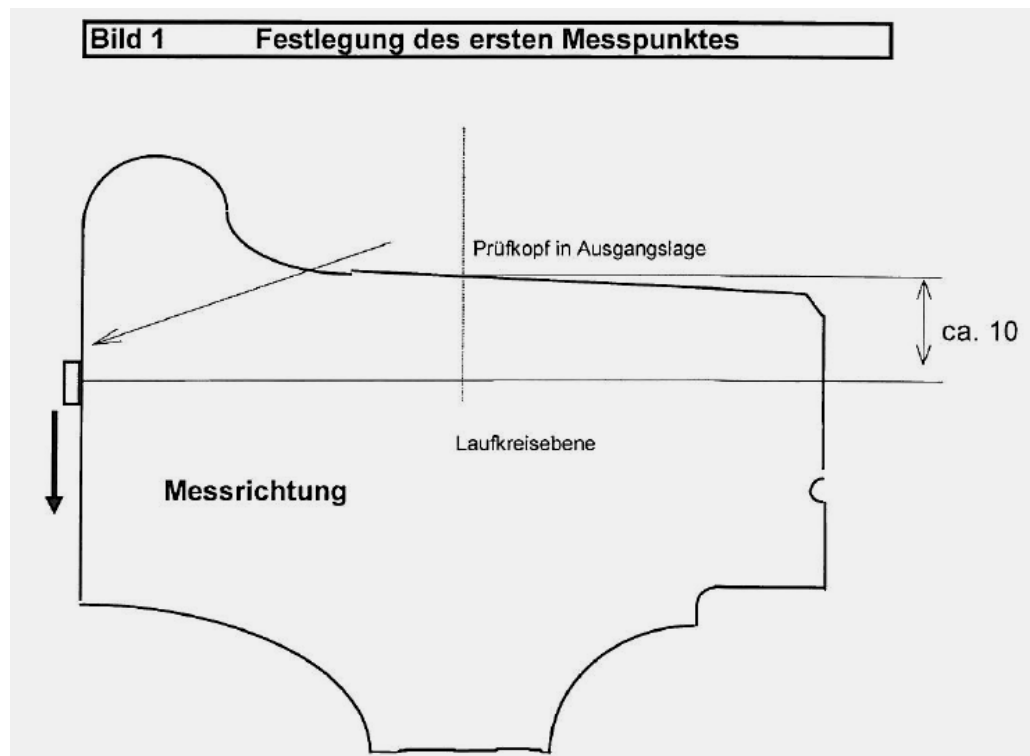 Bild 1 Festlegung des ersten Messpunktes
Prüfkopf in Ausgangslage
ca. 10
Laufkreisebene
Messrichtung